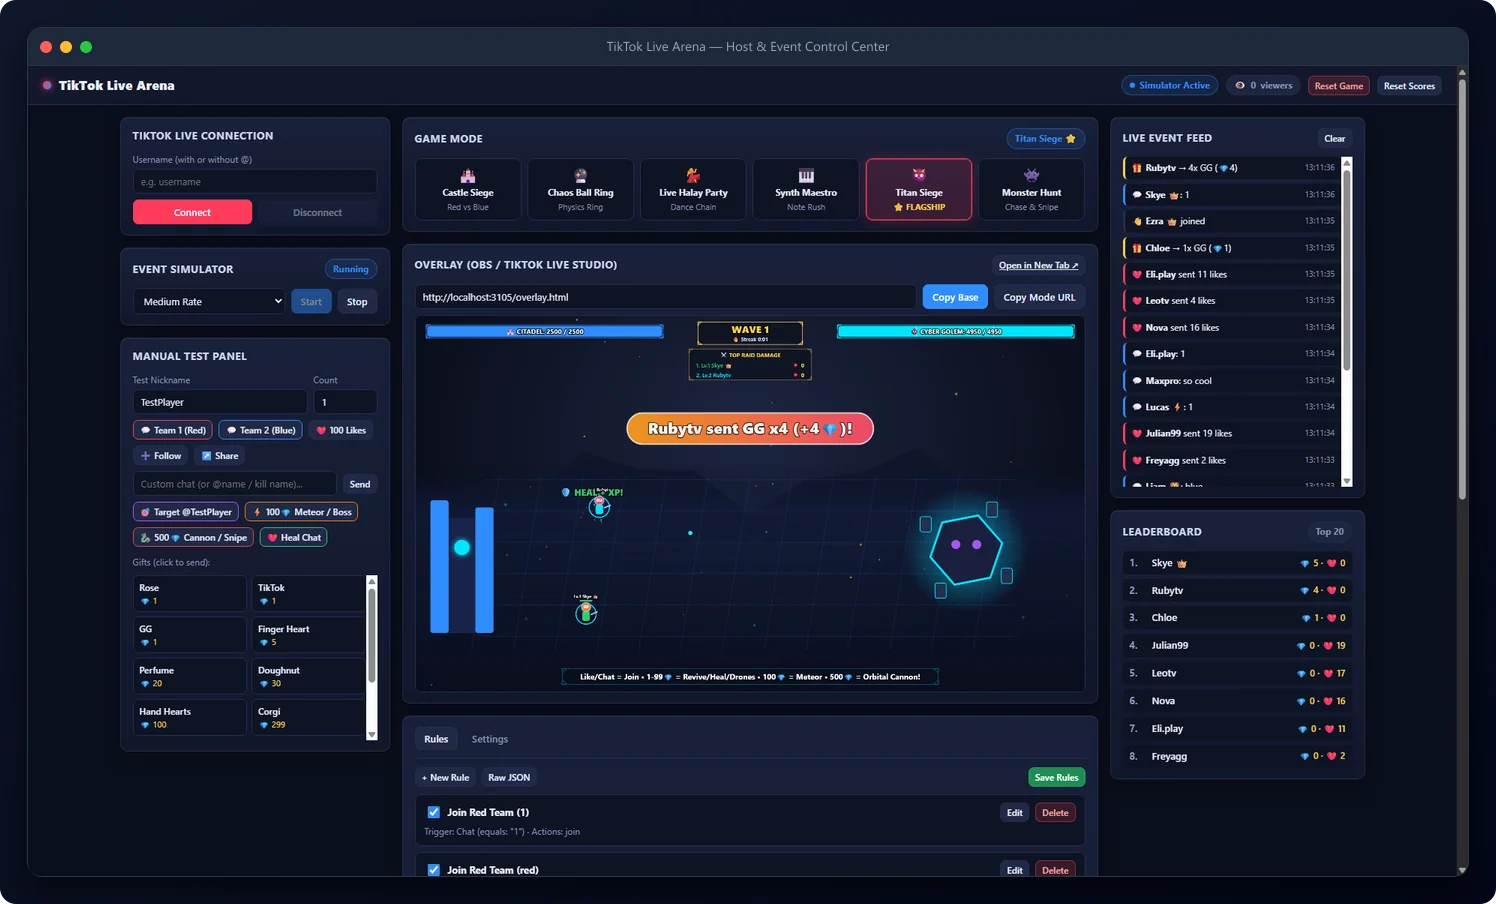 TikTok Live Arena — Host & Event Control Center
TikTok Live Arena
Simulator Active
0 viewers
Reset Game
Reset Scores
TIKTOK LIVE CONNECTION
Username (with or without @)
e.g. username
Connect
Disconnect
EVENT SIMULATOR
Running
Medium Rate
Start
Stop
MANUAL TEST PANEL
Test Nickname
Count
TestPlayer
1
Team 1 (Red)
Team 2 (Blue)
100 Likes
Follow
Share
Custom chat (or @name / kill name)...
Send
Target @TestPlayer
100 💎 Meteor / Boss
500 💎 Cannon / Snipe
Heal Chat
Gifts (click to send):
Rose
💎 1
TikTok
💎 1
GG
💎 1
Finger Heart
💎 5
Perfume
💎 20
Doughnut
💎 30
Hand Hearts
💎 100
Corgi
💎 299
GAME MODE
Titan Siege ⭐
Castle Siege
Red vs Blue
Chaos Ball Ring
Physics Ring
Live Halay Party
Dance Chain
Synth Maestro
Note Rush
Titan Siege
⭐ FLAGSHIP
Monster Hunt
Chase & Snipe
OVERLAY (OBS / TIKTOK LIVE STUDIO)
Open in New Tab ↗
http://localhost:3105/overlay.html
Copy Base
Copy Mode URL
CITADEL: 2500 / 2500
WAVE 1
Streak 0:01
CYBER GOLEM: 4950 / 4950
TOP RAID DAMAGE
1. Lv.1 Skye 0
2. Lv.2 Rubytv 0
Rubytv sent GG x4 (+4 💎)!
Lv.1 Skye
Like/Chat = Join • 1-99 💎 = Revive/Heal/Drones • 100 💎 = Meteor • 500 💎 = Orbital Cannon!
Rules
Settings
+ New Rule
Raw JSON
Save Rules
Join Red Team (1)
Edit
Delete
Trigger: Chat (equals: "1") · Actions: join
Join Red Team (red)
Edit
Delete
LIVE EVENT FEED
Clear
Rubytv → 4x GG (💎4) 13:11:36
Skye 👑: 1 13:11:36
Ezra 👑 joined 13:11:35
Chloe → 1x GG (💎1) 13:11:35
Eli.play sent 11 likes 13:11:35
Leotv sent 4 likes 13:11:35
Nova sent 16 likes 13:11:34
Eli.play: 1 13:11:34
Maxpro: so cool 13:11:34
Lucas ⚡: 1 13:11:34
Julian99 sent 19 likes 13:11:34
Freyagg sent 2 likes 13:11:33
LEADERBOARD
Top 20
1. Skye 👑 💎 5 · ❤️ 0
2. Rubytv 💎 4 · ❤️ 0
3. Chloe 💎 1 · ❤️ 0
4. Julian99 💎 0 · ❤️ 19
5. Leotv 💎 0 · ❤️ 17
6. Nova 💎 0 · ❤️ 16
7. Eli.play 💎 0 · ❤️ 11
8. Freyagg 💎 0 · ❤️ 2